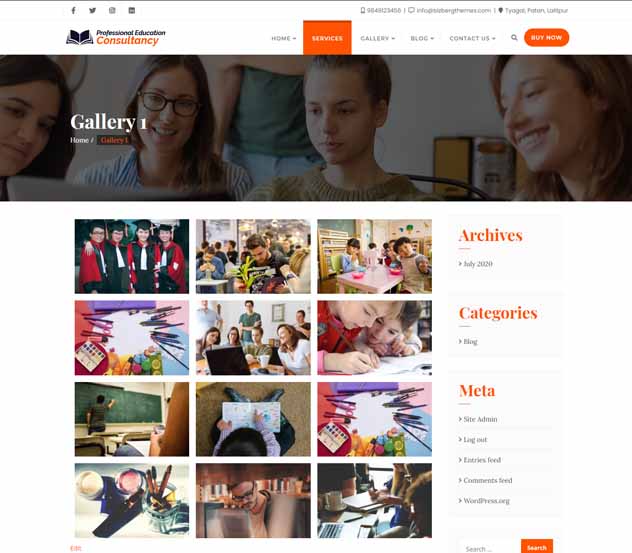 9849123456 | info@bizbergthemes.com | Tyagal, Patan, Lalitpur
Professional Education
Consultancy
HOME
SERVICES
GALLERY
BLOG
CONTACT US
BUY NOW
Gallery 1
Home / Gallery 1
Archives
July 2020
Categories
Blog
Meta
Site Admin
Log out
Entries feed
Comments feed
WordPress.org
Edit
Search ...
Search